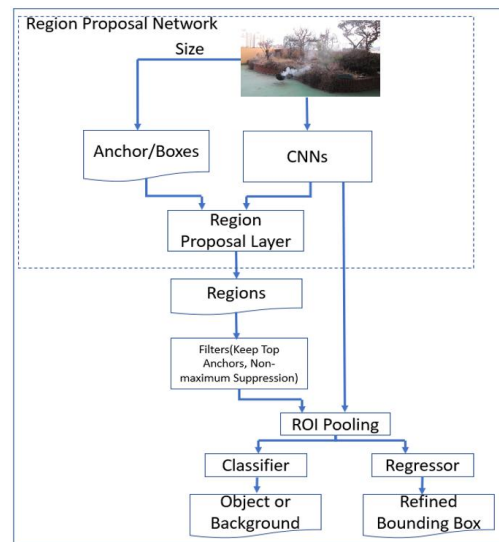 Region Proposal Network
Size
Anchor/Boxes
CNNs
Region
Proposal Layer
Regions
Filters(Keep Top
Anchors, Non-
maximum Suppression)
ROI Pooling
Classifier
Regressor
Object or
Background
Refined
Bounding Box